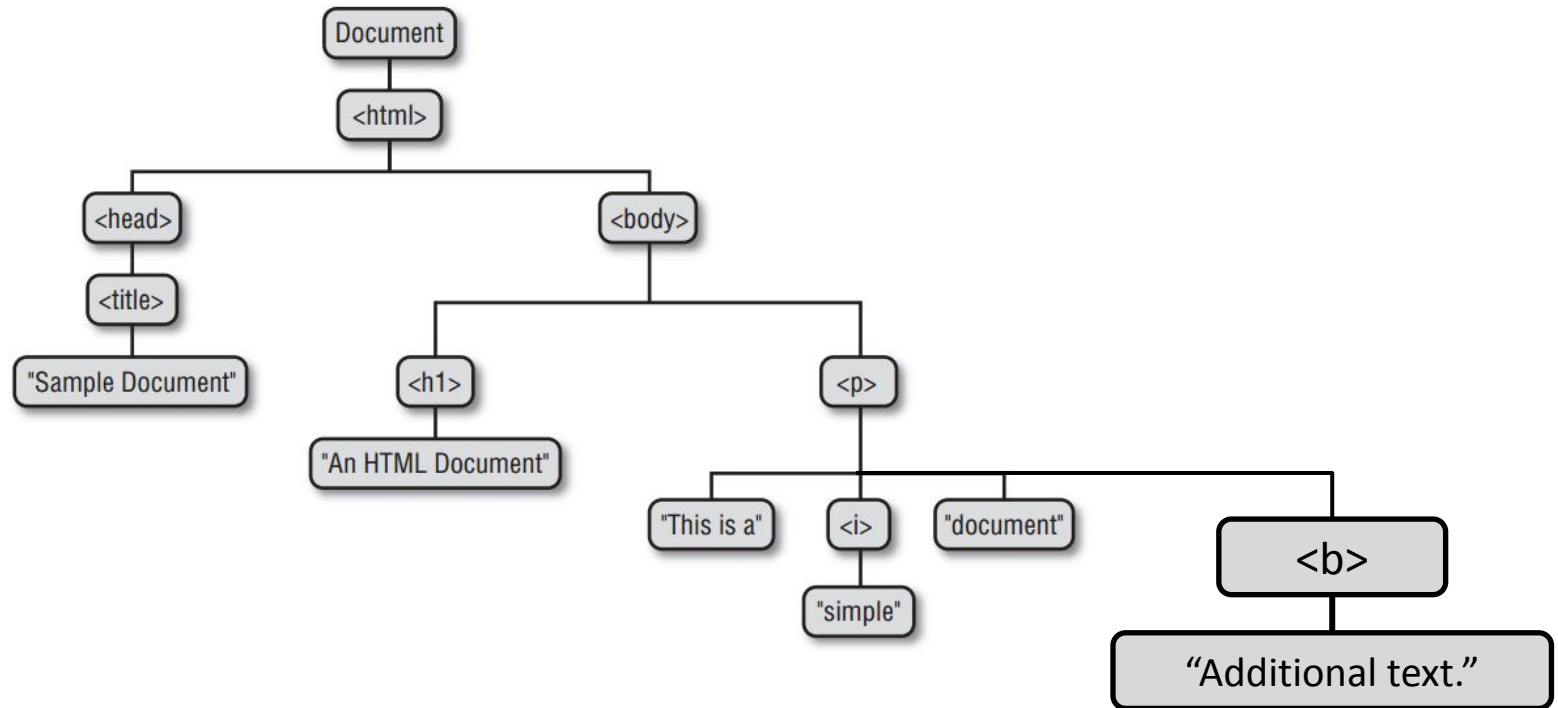 Document
<html>
<head>
<body>
<title>
"Sample Document"
<h1>
<p>
"An HTML Document"
"This is a"
<i>
"document"
<b>
"simple"
“Additional text.”